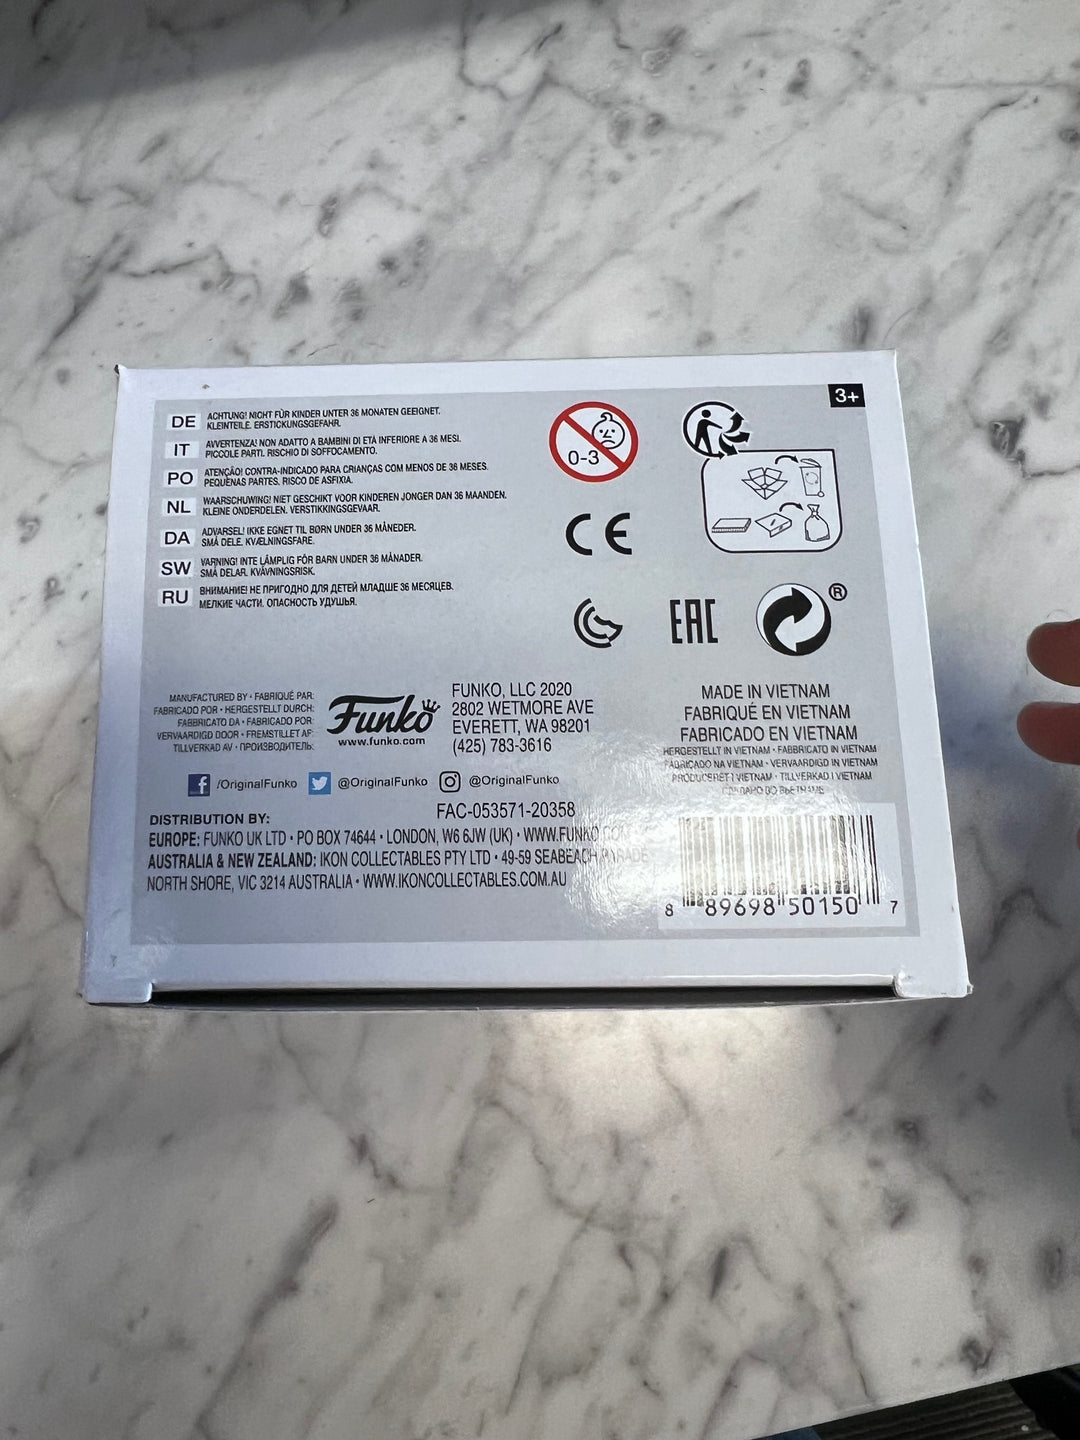 3+
DE ACHTUNG! NICHT FÜR KINDER UNTER 36 MONATEN GEEIGNET.
KLEINTEILE. ERSTICKUNGSGEFAHR.
IT AVVERTENZA! NON ADATTO A BAMBINI DI ETÀ INFERIORE A 36 MESI.
PICCOLE PARTI. RISCHIO DI SOFFOCAMENTO.
PO ATENÇÃO! CONTRA-INDICADO PARA CRIANÇAS COM MENOS DE 36 MESES.
PEQUENAS PARTES. RISCO DE ASFIXIA.
NL WAARSCHUWING! NIET GESCHIKT VOOR KINDEREN JONGER DAN 36 MAANDEN.
KLEINE ONDERDELEN. VERSTIKKINGSGEVAAR.
DA ADVARSEL! IKKE EGNET TIL BØRN UNDER 36 MÅNEDER.
SMÅ DELE. KVÆLNINGSFARE.
SW VARNING! INTE LÄMPLIG FÖR BARN UNDER 36 MÅNADER.
SMÅ DELAR. KVÄVNINGSRISK.
RU ВНИМАНИЕ! НЕ ПРИГОДНО ДЛЯ ДЕТЕЙ МЛАДШЕ 36 МЕСЯЦЕВ.
МЕЛКИЕ ЧАСТИ. ОПАСНОСТЬ УДУШЬЯ.
0-3
CE
EAC
®
MANUFACTURED BY • FABRIQUÉ PAR:
FABRICADO POR • HERGESTELLT DURCH:
FABBRICATO DA • FABRICADO POR:
VERVAARDIGD DOOR • FREMSTILLET AF:
TILLVERKAD AV • ПРОИЗВОДИТЕЛЬ:
Funko
www.funko.com
FUNKO, LLC 2020
2802 WETMORE AVE
EVERETT, WA 98201
(425) 783-3616
MADE IN VIETNAM
FABRIQUÉ EN VIETNAM
FABRICADO EN VIETNAM
HERGESTELLT IN VIETNAM • FABBRICATO IN VIETNAM
FABRICADO NA VIETNAM • VERVAARDIGD IN VIETNAM
PRODUCERET I VIETNAM • TILLVERKAD I VIETNAM
/OriginalFunko @OriginalFunko @OriginalFunko
FAC-053571-20358
DISTRIBUTION BY:
EUROPE: FUNKO UK LTD • PO BOX 74644 • LONDON, W6 6JW (UK) • WWW.FUNKO.COM
AUSTRALIA & NEW ZEALAND: IKON COLLECTABLES PTY LTD • 49-59 SEABEACH PARADE
NORTH SHORE, VIC 3214 AUSTRALIA • WWW.IKONCOLLECTABLES.COM.AU
8 89698 50150 7